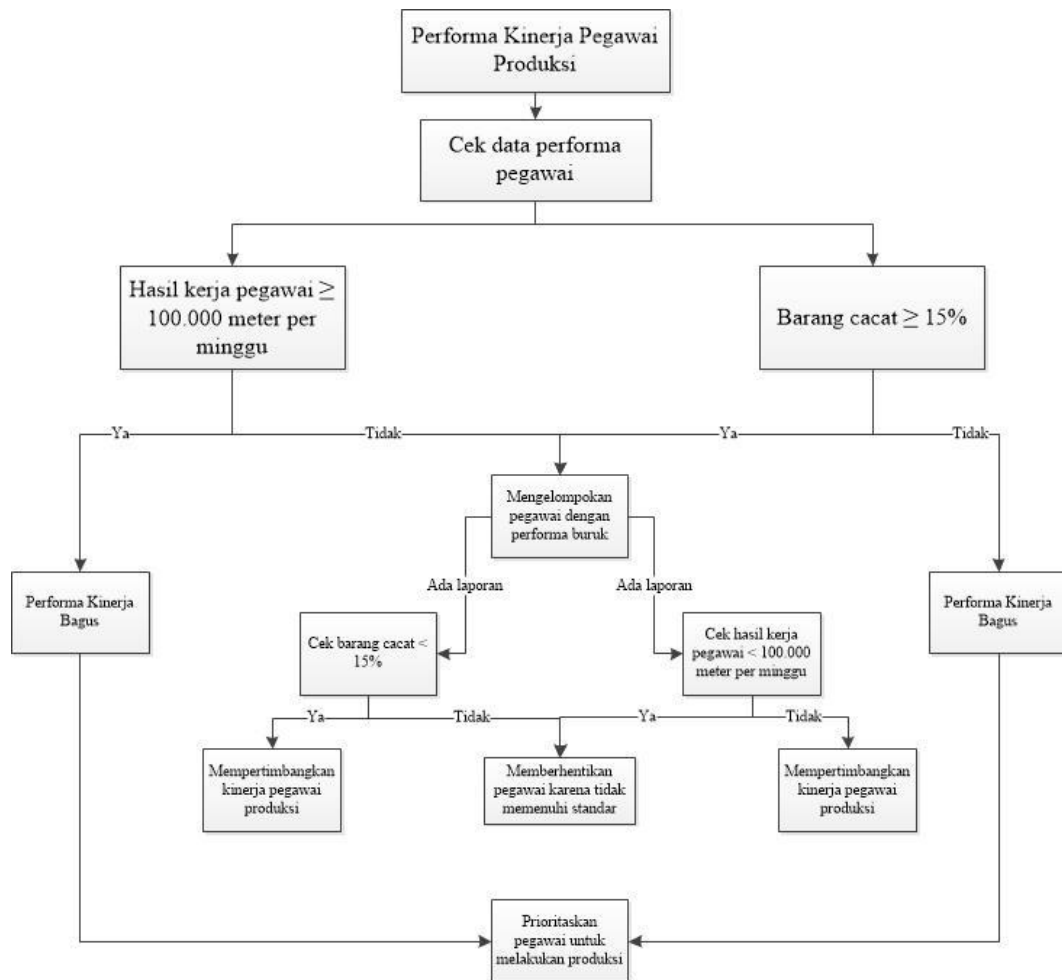 Performa Kinerja Pegawai
Produksi
Cek data performa
pegawai
Hasil kerja pegawai ≥
100.000 meter per
minggu
Barang cacat ≥ 15%
Ya
Tidak
Ya
Tidak
Mengelompokan
pegawai dengan
performa buruk
Performa Kinerja
Bagus
Ada laporan
Ada laporan
Performa Kinerja
Bagus
Cek barang cacat <
15%
Cek hasil kerja
pegawai < 100.000
meter per minggu
Ya
Tidak
Ya
Tidak
Mempertimbangkan
kinerja pegawai
produksi
Memberhentikan
pegawai karena tidak
memenuhi standar
Mempertimbangkan
kinerja pegawai
produksi
Prioritaskan
pegawai untuk
melakukan produksi